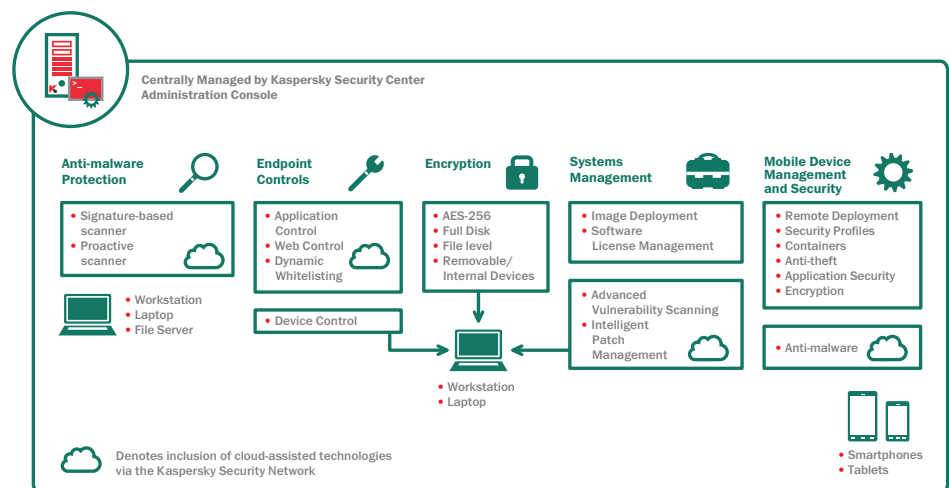 Centrally Managed by Kaspersky Security Center
Administration Console
Anti-malware
Protection
• Signature-based
scanner
• Proactive
scanner
• Workstation
• Laptop
• File Server
Endpoint
Controls
• Application
Control
• Web Control
• Dynamic
Whitelisting
• Device Control
Encryption
• AES-256
• Full Disk
• File level
• Removable/
Internal Devices
• Workstation
• Laptop
Systems
Management
• Image Deployment
• Software
License Management
• Advanced
Vulnerability Scanning
• Intelligent
Patch
Management
Mobile Device
Management
and Security
• Remote Deployment
• Security Profiles
• Containers
• Anti-theft
• Application Security
• Encryption
• Anti-malware
• Smartphones
• Tablets
Denotes inclusion of cloud-assisted technologies
via the Kaspersky Security Network